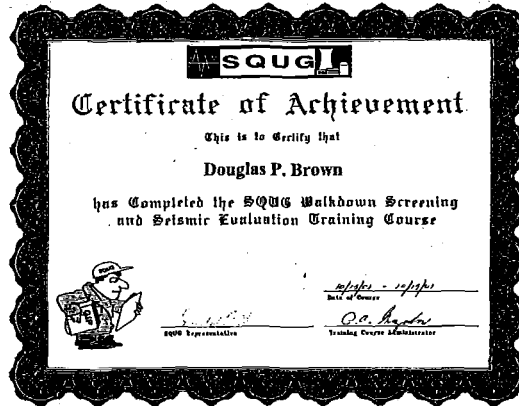 SQUG
Certificate of Achievement
This is to Certify that
Douglas P. Brown
has Completed the SQUG Walkdown Screening
and Seismic Evaluation Training Course
SQUG
Date of Course
SQUG Representative
Training Course Administrator